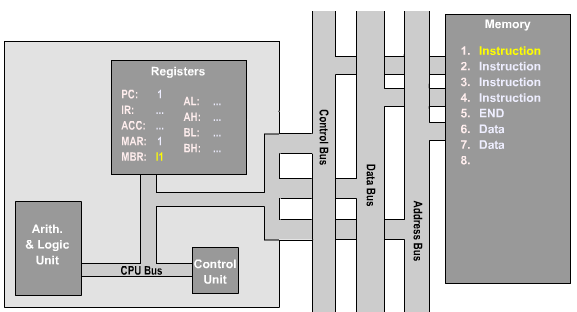 Registers
PC: 1
IR: ...
ACC: ...
MAR: 1
MBR: I1
AL: ...
AH: ...
BL: ...
BH: ...
Arith.
& Logic
Unit
CPU Bus
Control
Unit
Control Bus
Data Bus
Address Bus
Memory
1. Instruction
2. Instruction
3. Instruction
4. Instruction
5. END
6. Data
7. Data
8.